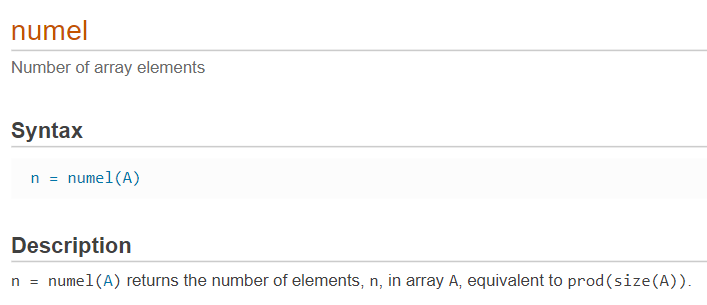 numel
Number of array elements
Syntax
n = numel(A)
Description
n = numel(A) returns the number of elements, n, in array A, equivalent to prod(size(A)).